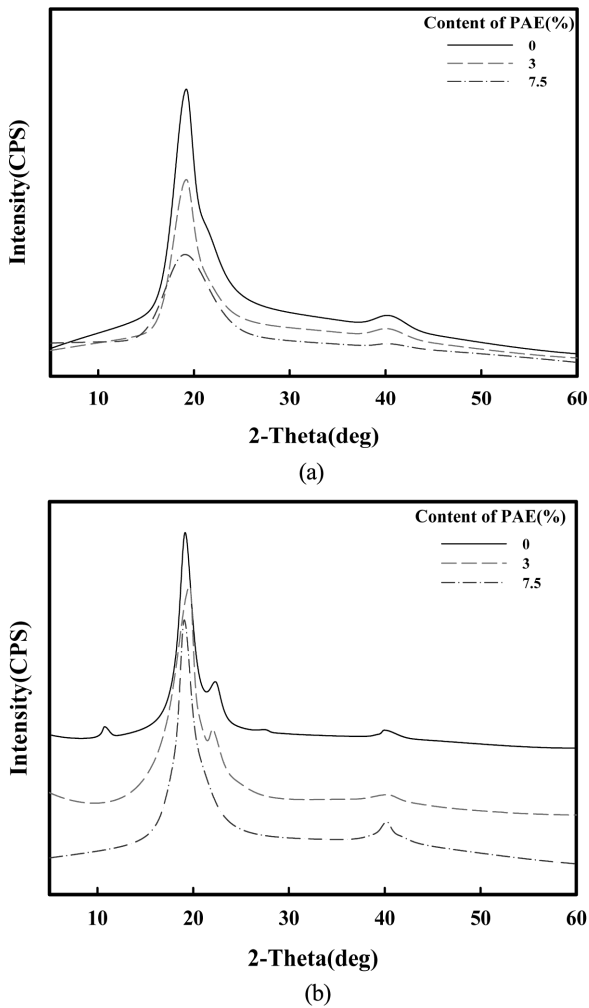 Content of PAE(%)
0
3
7.5
Intensity(CPS)
10 20 30 40 50 60
2-Theta(deg)
(a)
Content of PAE(%)
0
3
7.5
Intensity(CPS)
10 20 30 40 50 60
2-Theta(deg)
(b)